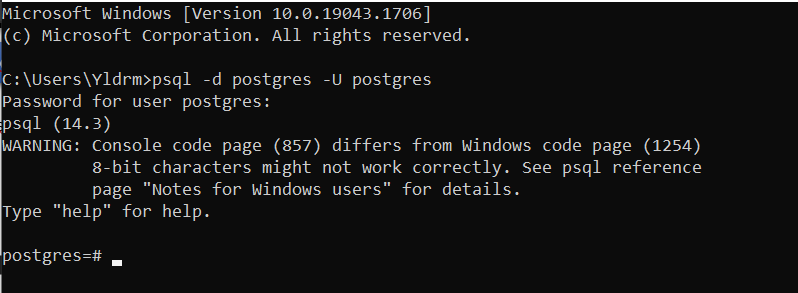 Microsoft Windows [Version 10.0.19043.1706]
(c) Microsoft Corporation. All rights reserved.
C:\Users\Yldrm>psql -d postgres -U postgres
Password for user postgres:
psql (14.3)
WARNING: Console code page (857) differs from Windows code page (1254)
         8-bit characters might not work correctly. See psql reference
         page "Notes for Windows users" for details.
Type "help" for help.
postgres=#